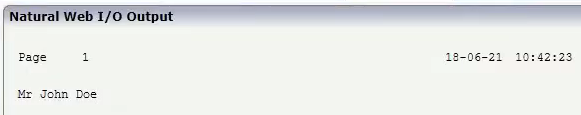 Natural Web I/O Output
Page 1 18-06-21 10:42:23
Mr John Doe